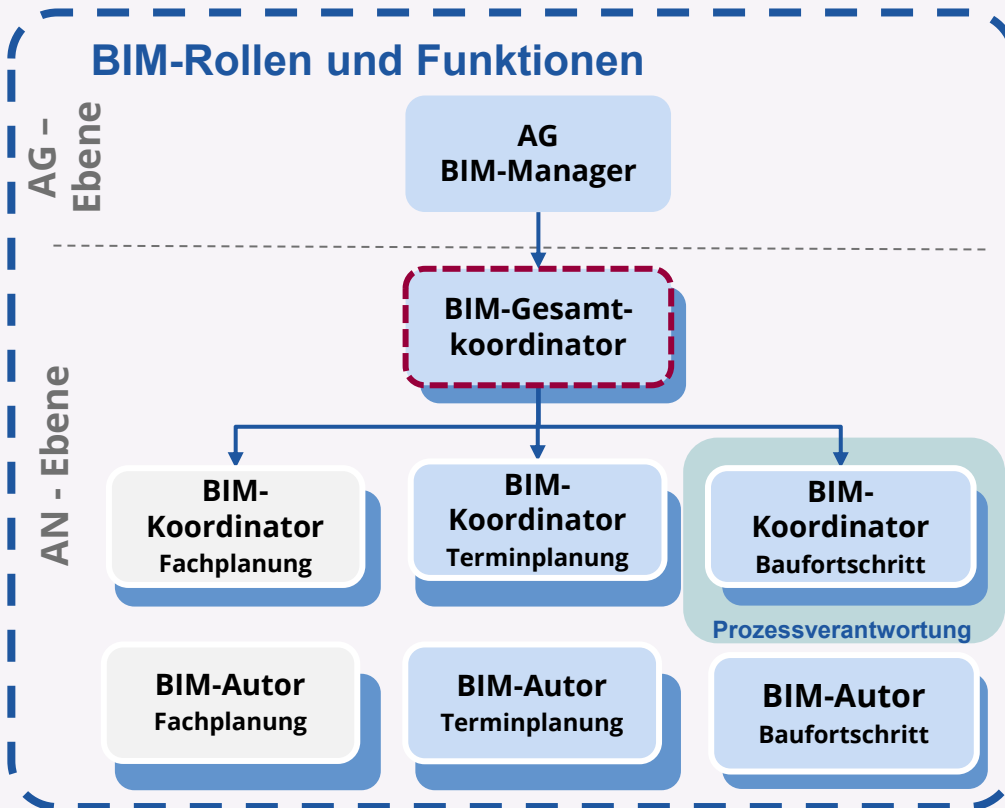 BIM-Rollen und Funktionen
AG –
Ebene
AG
BIM-Manager
AN - Ebene
BIM-Gesamt-
koordinator
BIM-
Koordinator
Fachplanung
BIM-
Koordinator
Terminplanung
BIM-
Koordinator
Baufortschritt
Prozessverantwortung
BIM-Autor
Fachplanung
BIM-Autor
Terminplanung
BIM-Autor
Baufortschritt